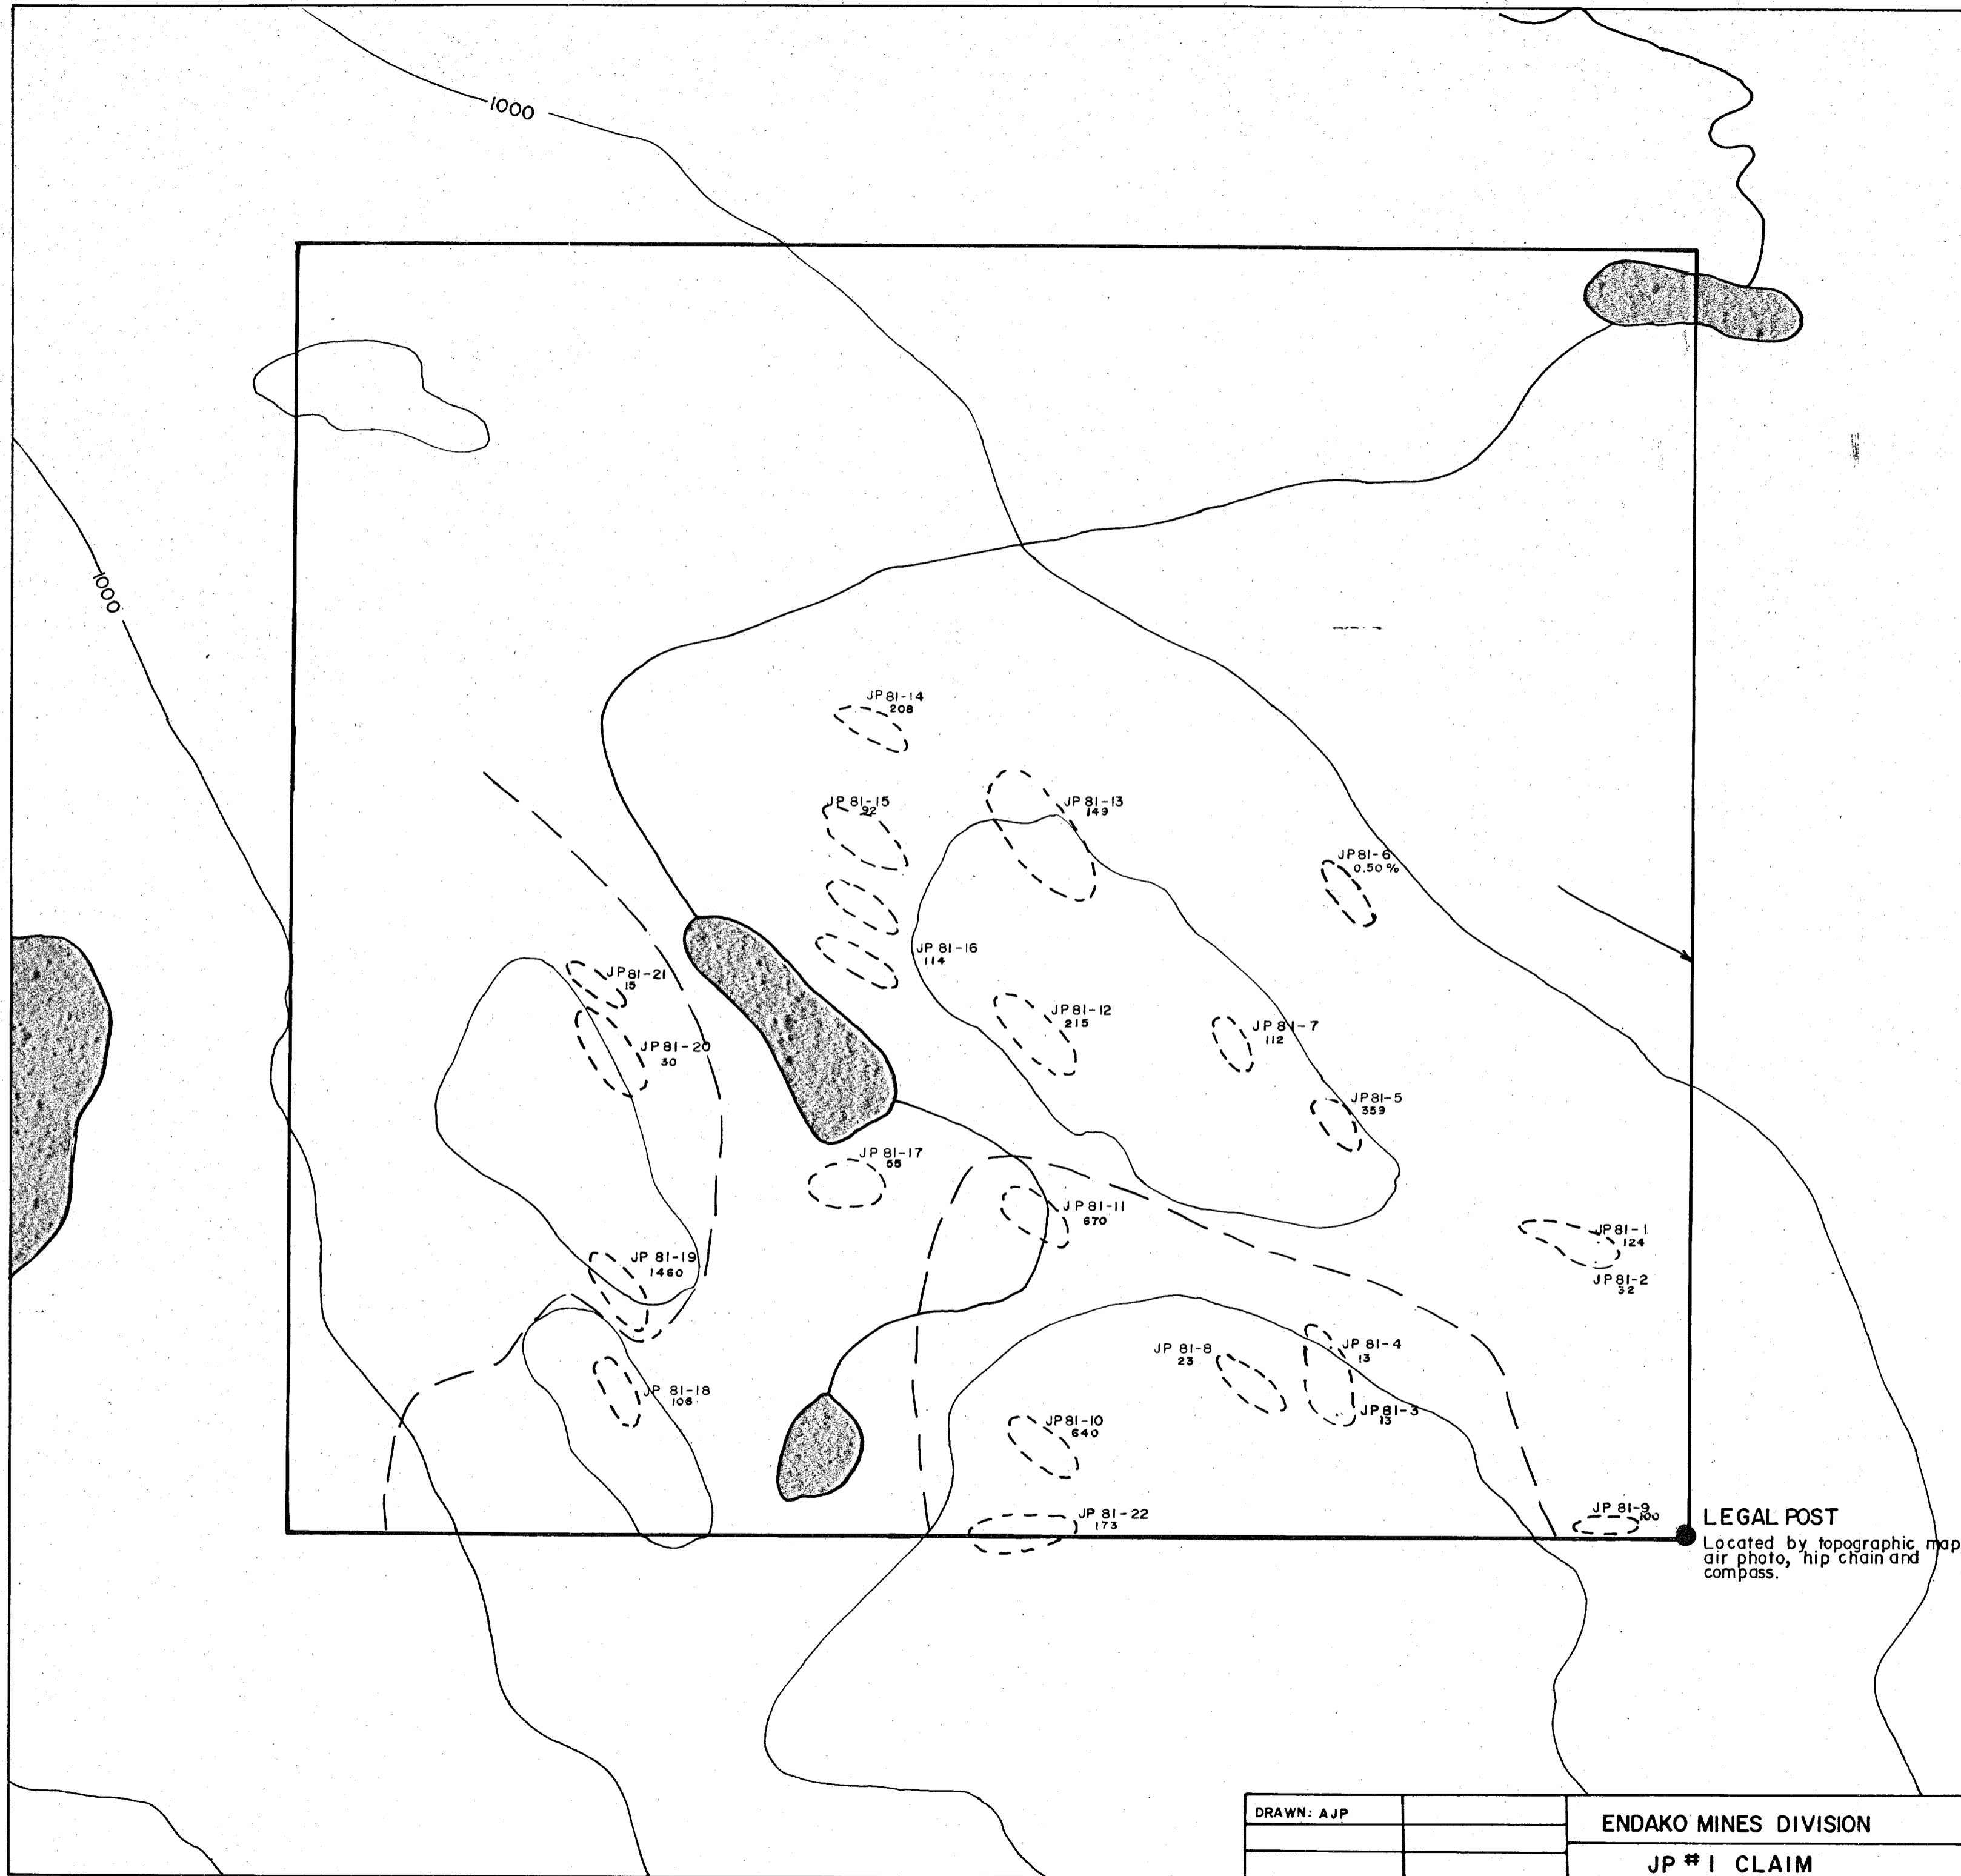 1000
1000
JP 81-14
208
JP 81-15
92
JP 81-13
149
JP 81-6
0.50 %
JP 81-16
114
JP 81-21
15
JP 81-12
215
JP 81-7
112
JP 81-20
30
JP 81-5
359
JP 81-17
55
JP 81-11
670
JP 81-1
124
JP 81-19
1460
JP 81-2
32
JP 81-4
13
JP 81-8
23
JP 81-18
106
JP 81-3
13
JP 81-10
640
JP 81-22
173
JP 81-9
100
LEGAL POST
Located by topographic map
air photo, hip chain and
compass.
DRAWN: AJP
ENDAKO MINES DIVISION
JP # 1 CLAIM